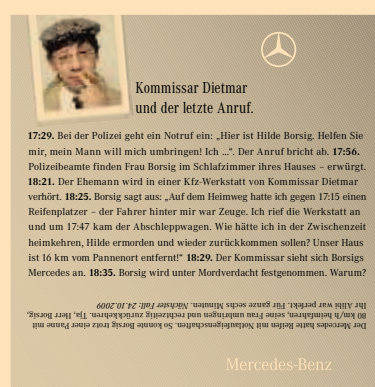 Kommissar Dietmar
und der letzte Anruf.
17:29. Bei der Polizei geht ein Notruf ein: „Hier ist Hilde Borsig. Helfen Sie
mir, mein Mann will mich umbringen! Ich ...“. Der Anruf bricht ab. 17:56.
Polizeibeamte finden Frau Borsig im Schlafzimmer ihres Hauses – erwürgt.
18:21. Der Ehemann wird in einer Kfz-Werkstatt von Kommissar Dietmar
verhört. 18:25. Borsig sagt aus: „Auf dem Heimweg hatte ich gegen 17:15 einen
Reifenplatzer – der Fahrer hinter mir war Zeuge. Ich rief die Werkstatt an
und um 17:47 kam der Abschleppwagen. Wie hätte ich in der Zwischenzeit
heimkehren, Hilde ermorden und wieder zurückkommen sollen? Unser Haus
ist 16 km vom Pannenort entfernt!“ 18:29. Der Kommissar sieht sich Borsigs
Mercedes an. 18:35. Borsig wird unter Mordverdacht festgenommen. Warum?
Der Mercedes hatte Reifen mit Notlaufeigenschaften. So konnte Borsig trotz einer Panne mit
80 km/h heimfahren, seine Frau umbringen und rechtzeitig zurückkehren. Tja, Herr Borsig,
Ihr Alibi war perfekt. Für ganze sechs Minuten. Nächster Fall: 24.10.2009
Mercedes-Benz